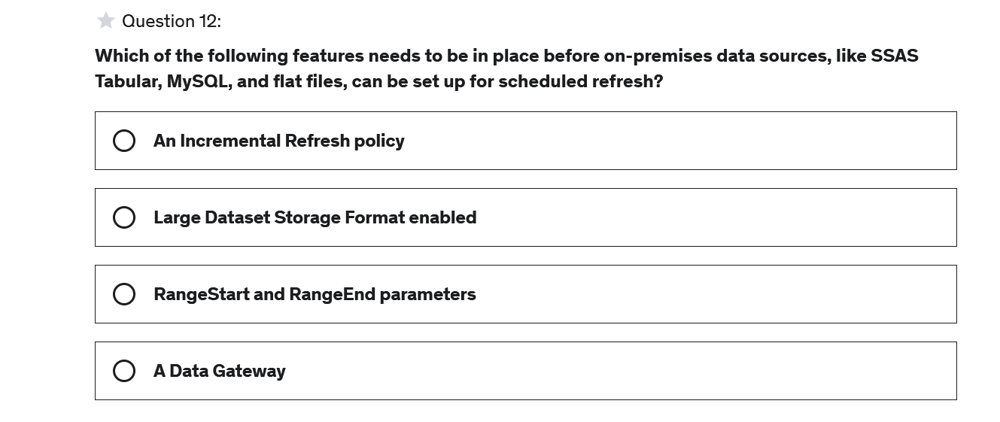 Question 12:
Which of the following features needs to be in place before on-premises data sources, like SSAS
Tabular, MySQL, and flat files, can be set up for scheduled refresh?
An Incremental Refresh policy
Large Dataset Storage Format enabled
RangeStart and RangeEnd parameters
A Data Gateway